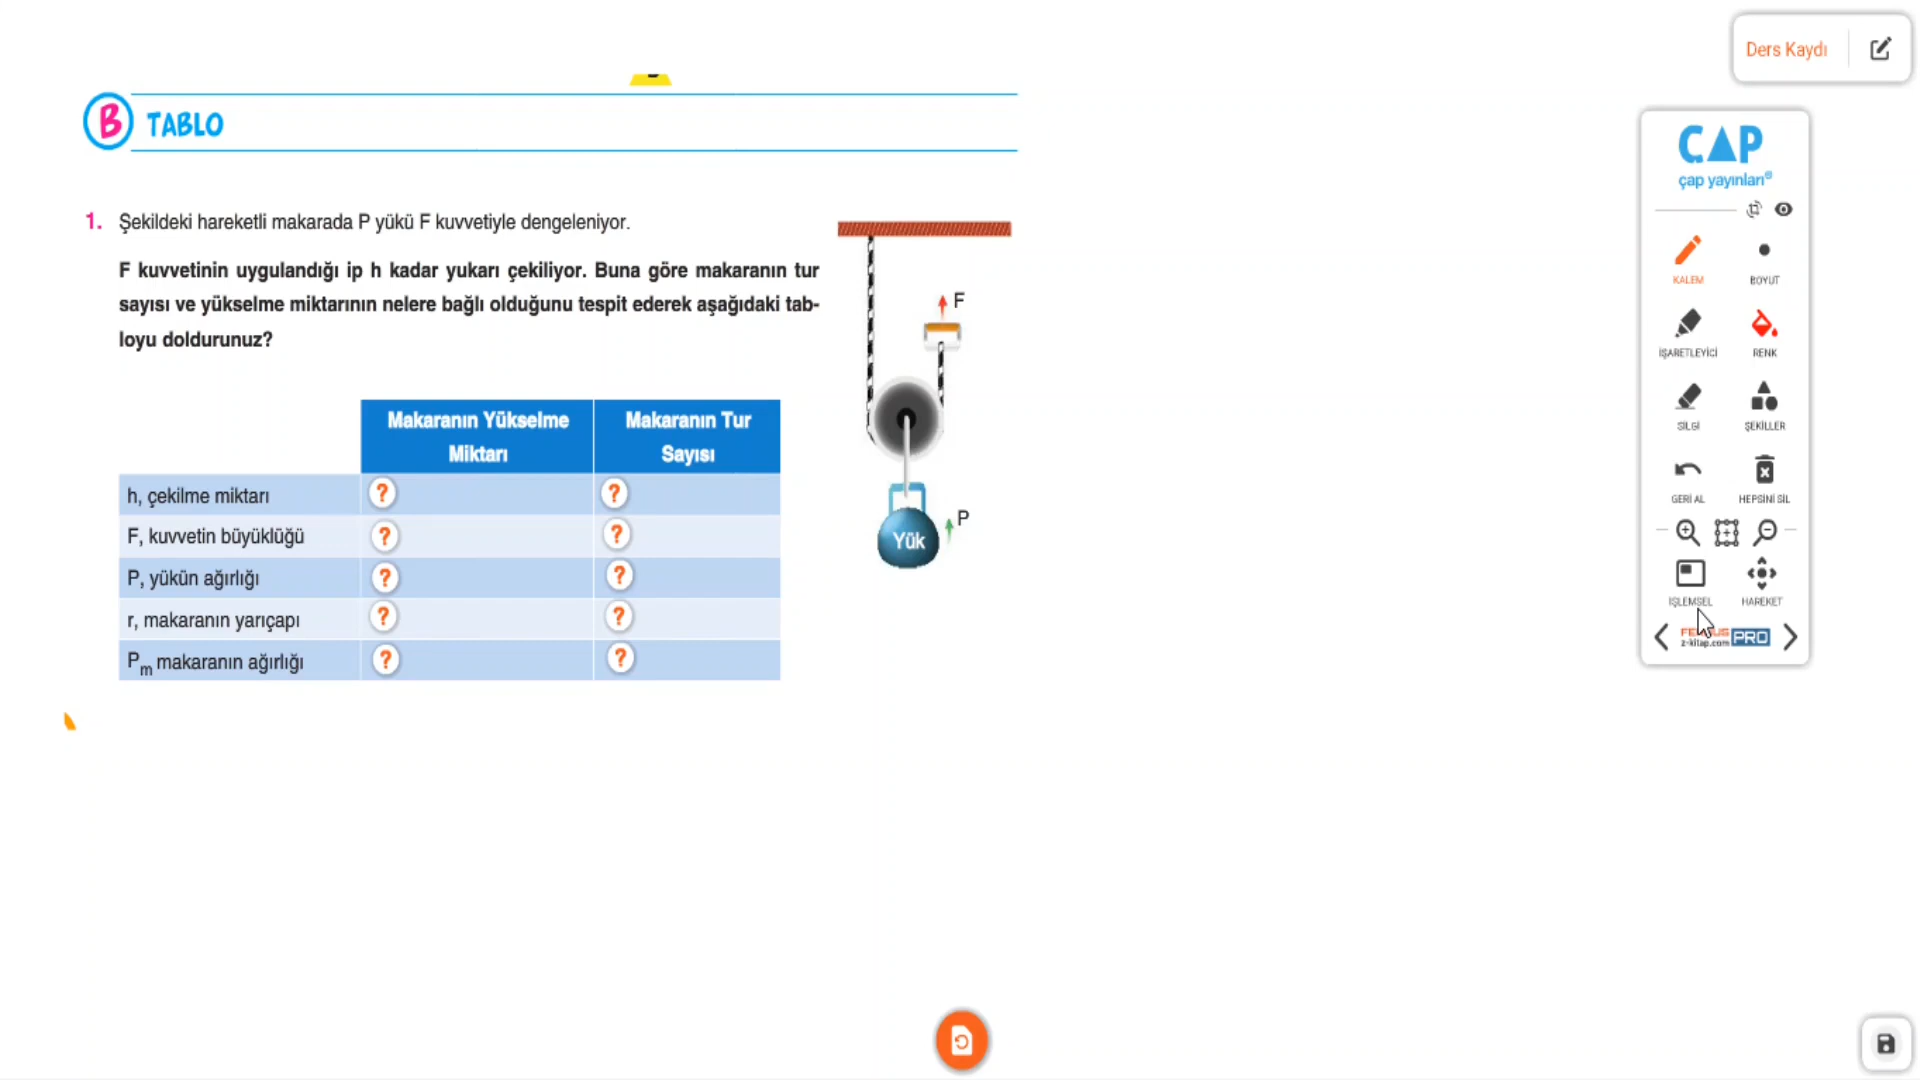 Ders Kaydı
B TABLO
1. Şekildeki hareketli makarada P yükü F kuvvetiyle dengeleniyor.
F kuvvetinin uygulandığı ip h kadar yukarı çekiliyor. Buna göre makaranın tur
sayısı ve yükselme miktarının nelere bağlı olduğunu tespit ederek aşağıdaki tab-
loyu doldurunuz?
Makaranın Yükselme
Miktarı
Makaranın Tur
Sayısı
h, çekilme miktarı ? ?
F, kuvvetin büyüklüğü ? ?
P, yükün ağırlığı ? ?
r, makaranın yarıçapı ? ?
Pm makaranın ağırlığı ? ?
F
P
Yük
ÇAP
çap yayınları®
KALEM
BOYUT
İŞARETLEYİCİ
RENK
SİLGİ
ŞEKİLLER
GERİ AL
HEPSİNİ SİL
İŞLEMSEL
HAREKET
z-kitap.com
PRO